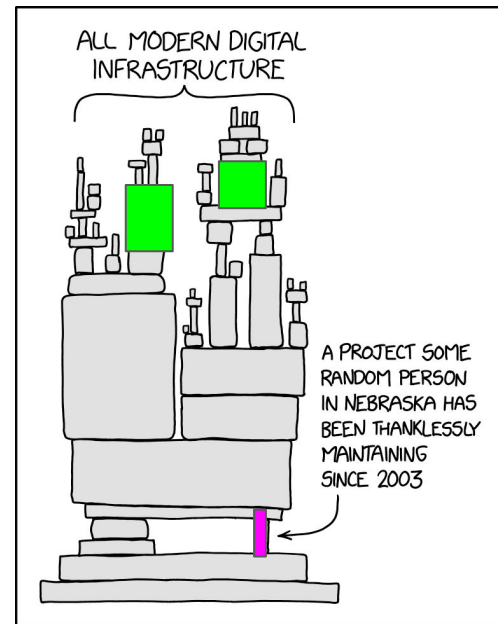 ALL MODERN DIGITAL
INFRASTRUCTURE
A PROJECT SOME
RANDOM PERSON
IN NEBRASKA HAS
BEEN THANKLESSLY
MAINTAINING
SINCE 2003